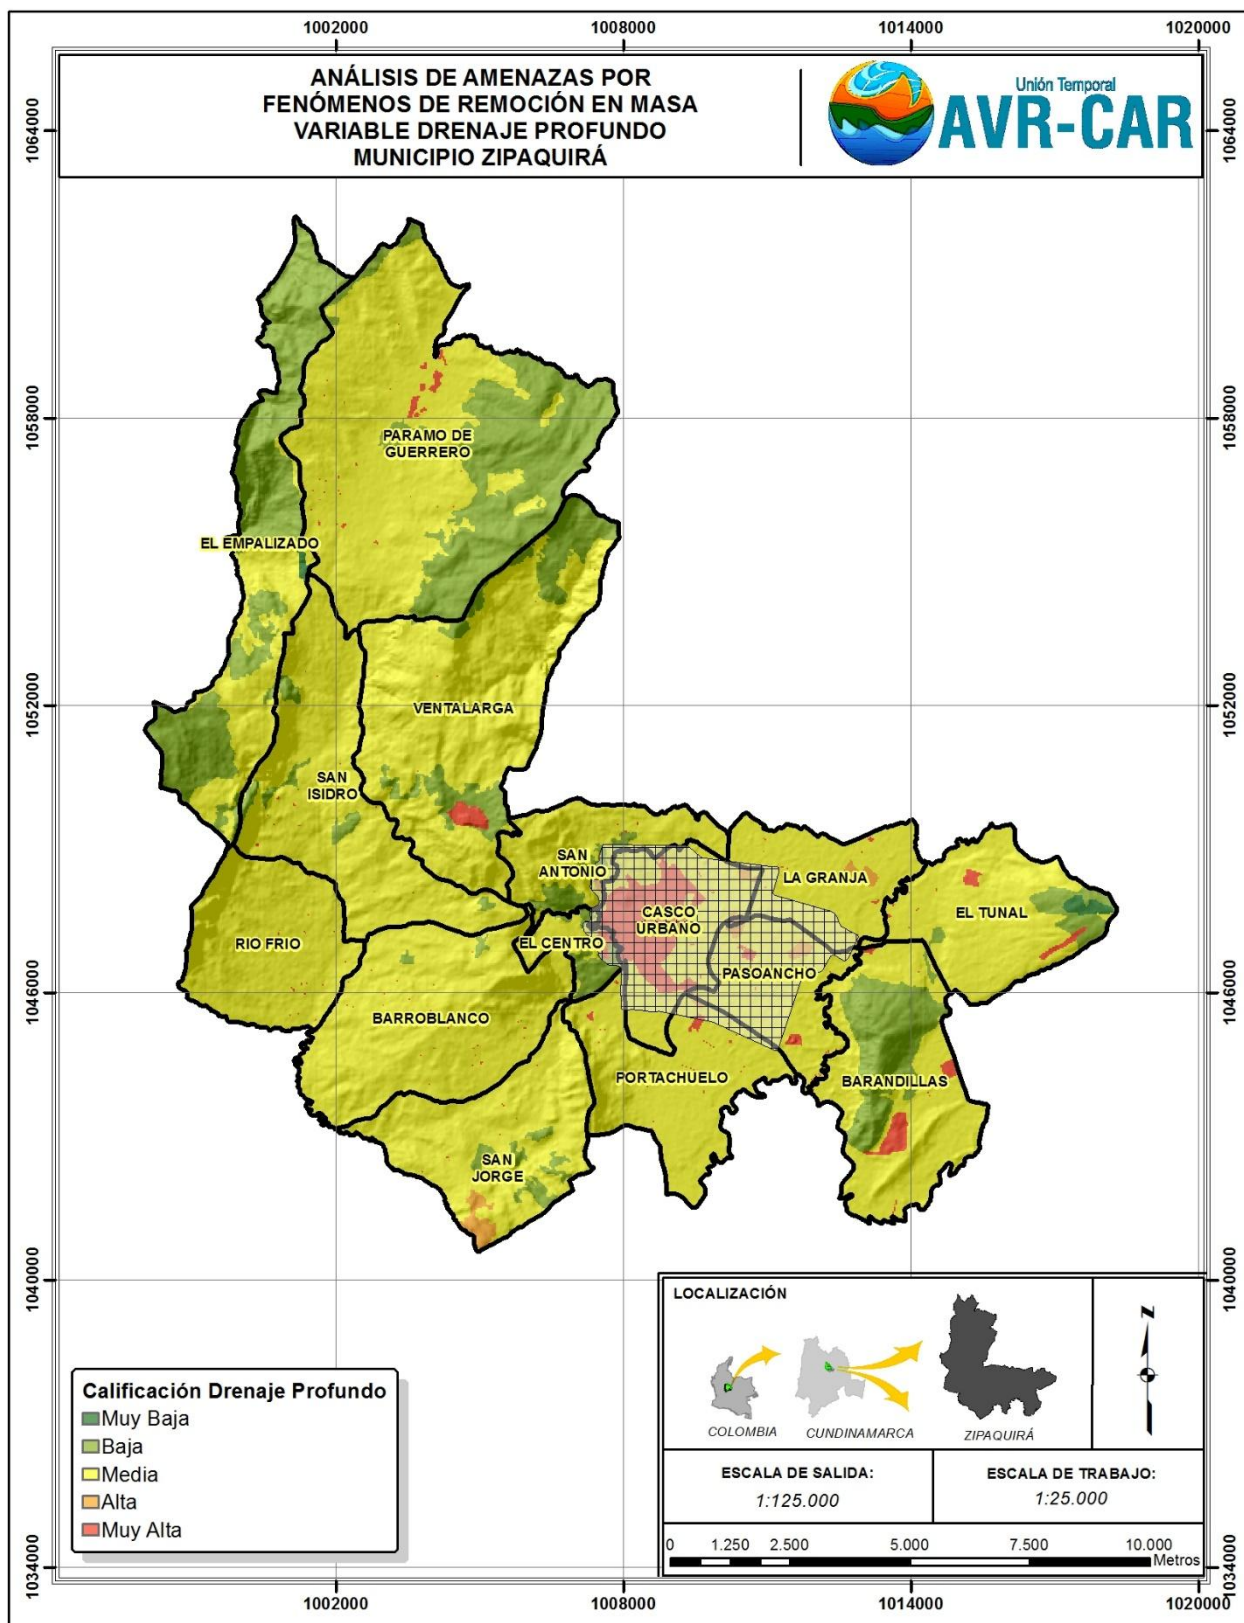 1002000 1008000 1014000 1020000
ANÁLISIS DE AMENAZAS POR
FENÓMENOS DE REMOCIÓN EN MASA
VARIABLE DRENAJE PROFUNDO
MUNICIPIO ZIPAQUIRÁ
Unión Temporal
AVR-CAR
1064000 1064000
1058000 1058000
PARAMO DE
GUERRERO
EL EMPALIZADO
1052000 1052000
VENTALARGA
SAN
ISIDRO
SAN
ANTONIO
LA GRANJA
CASCO
URBANO
EL TUNAL
RIO FRIO
EL CENTRO
PASOANCHO
1046000 1046000
BARROBLANCO
PORTACHUELO
BARANDILLAS
SAN
JORGE
1040000 1040000
LOCALIZACIÓN
N
COLOMBIA
CUNDINAMARCA
ZIPAQUIRÁ
Calificación Drenaje Profundo
Muy Baja
Baja
Media
Alta
Muy Alta
ESCALA DE SALIDA:
1:125.000
ESCALA DE TRABAJO:
1:25.000
0 1.250 2.500 5.000 7.500 10.000
Metros
1034000 1034000
1002000 1008000 1014000 1020000